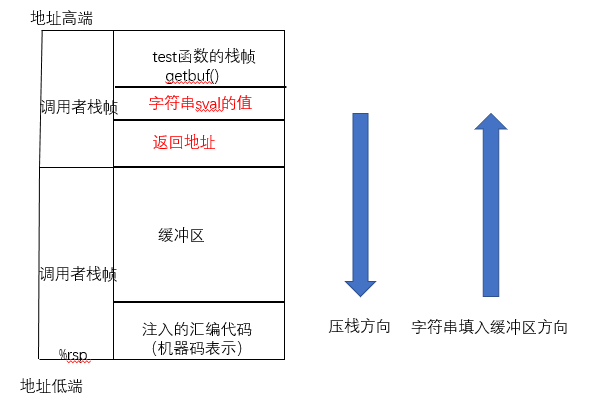 地址高端
test函数的栈帧
getbuf()
调用者栈帧
字符串sval的值
返回地址
缓冲区
调用者栈帧
注入的汇编代码
（机器码表示）
%rsp
地址低端
压栈方向
字符串填入缓冲区方向